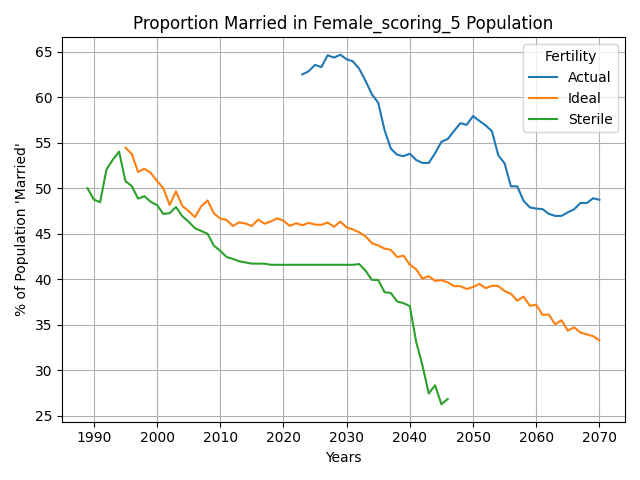 Proportion Married in Female_scoring_5 Population
Fertility
Actual
Ideal
Sterile
% of Population 'Married'
65
60
55
50
45
40
35
30
25
1990 2000 2010 2020 2030 2040 2050 2060 2070
Years